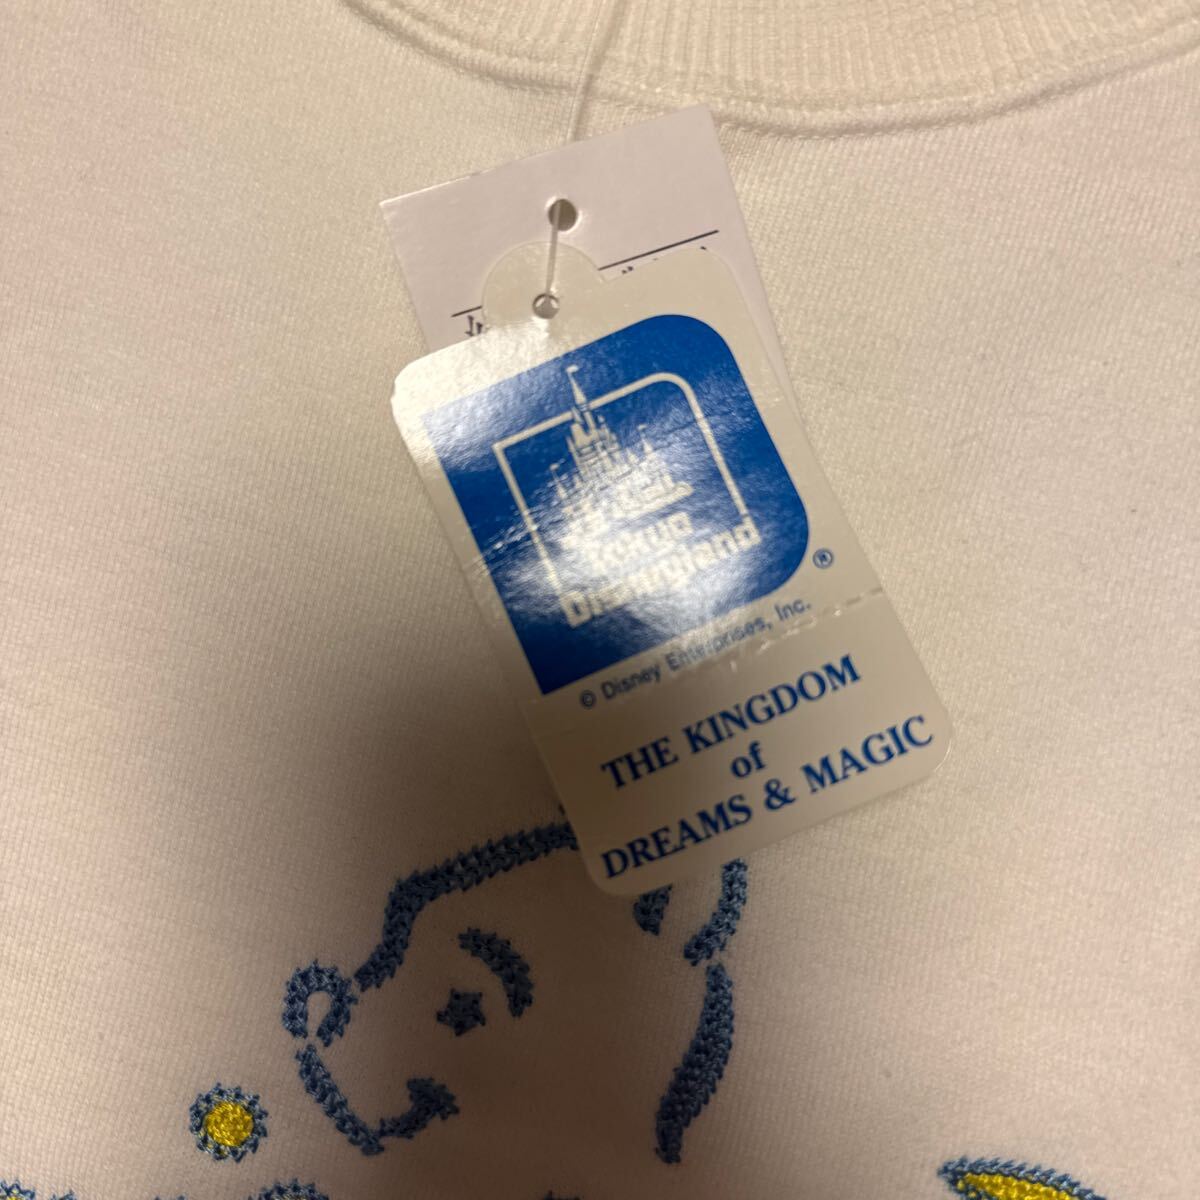 Tokyo
Disneyland
®
© Disney Enterprises, Inc.
THE KINGDOM
of
DREAMS & MAGIC